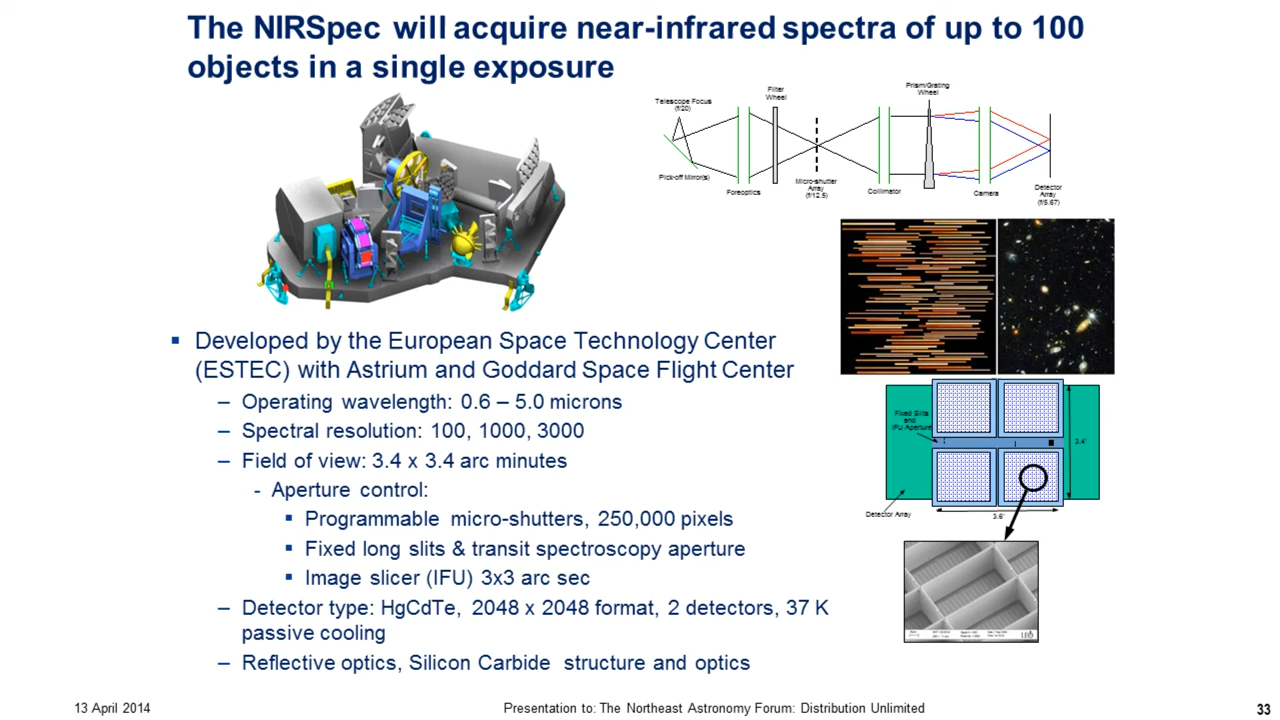 The NIRSpec will acquire near-infrared spectra of up to 100
objects in a single exposure
Telescope Focus
(f/20)
Filter
Wheel
Prism/Grating
Wheel
Pick-off Mirror(s)
Foreoptics
Micro-shutter
Array
(f/12.5)
Collimator
Camera
Detector
Array
(f/5.67)
▪ Developed by the European Space Technology Center
(ESTEC) with Astrium and Goddard Space Flight Center
– Operating wavelength: 0.6 – 5.0 microns
– Spectral resolution: 100, 1000, 3000
– Field of view: 3.4 x 3.4 arc minutes
- Aperture control:
▪ Programmable micro-shutters, 250,000 pixels
▪ Fixed long slits & transit spectroscopy aperture
▪ Image slicer (IFU) 3x3 arc sec
– Detector type: HgCdTe, 2048 x 2048 format, 2 detectors, 37 K
passive cooling
– Reflective optics, Silicon Carbide structure and optics
Fixed Slits
and
IFU Aperture
3.4'
Detector Array
3.6'
13 April 2014
Presentation to: The Northeast Astronomy Forum: Distribution Unlimited
33